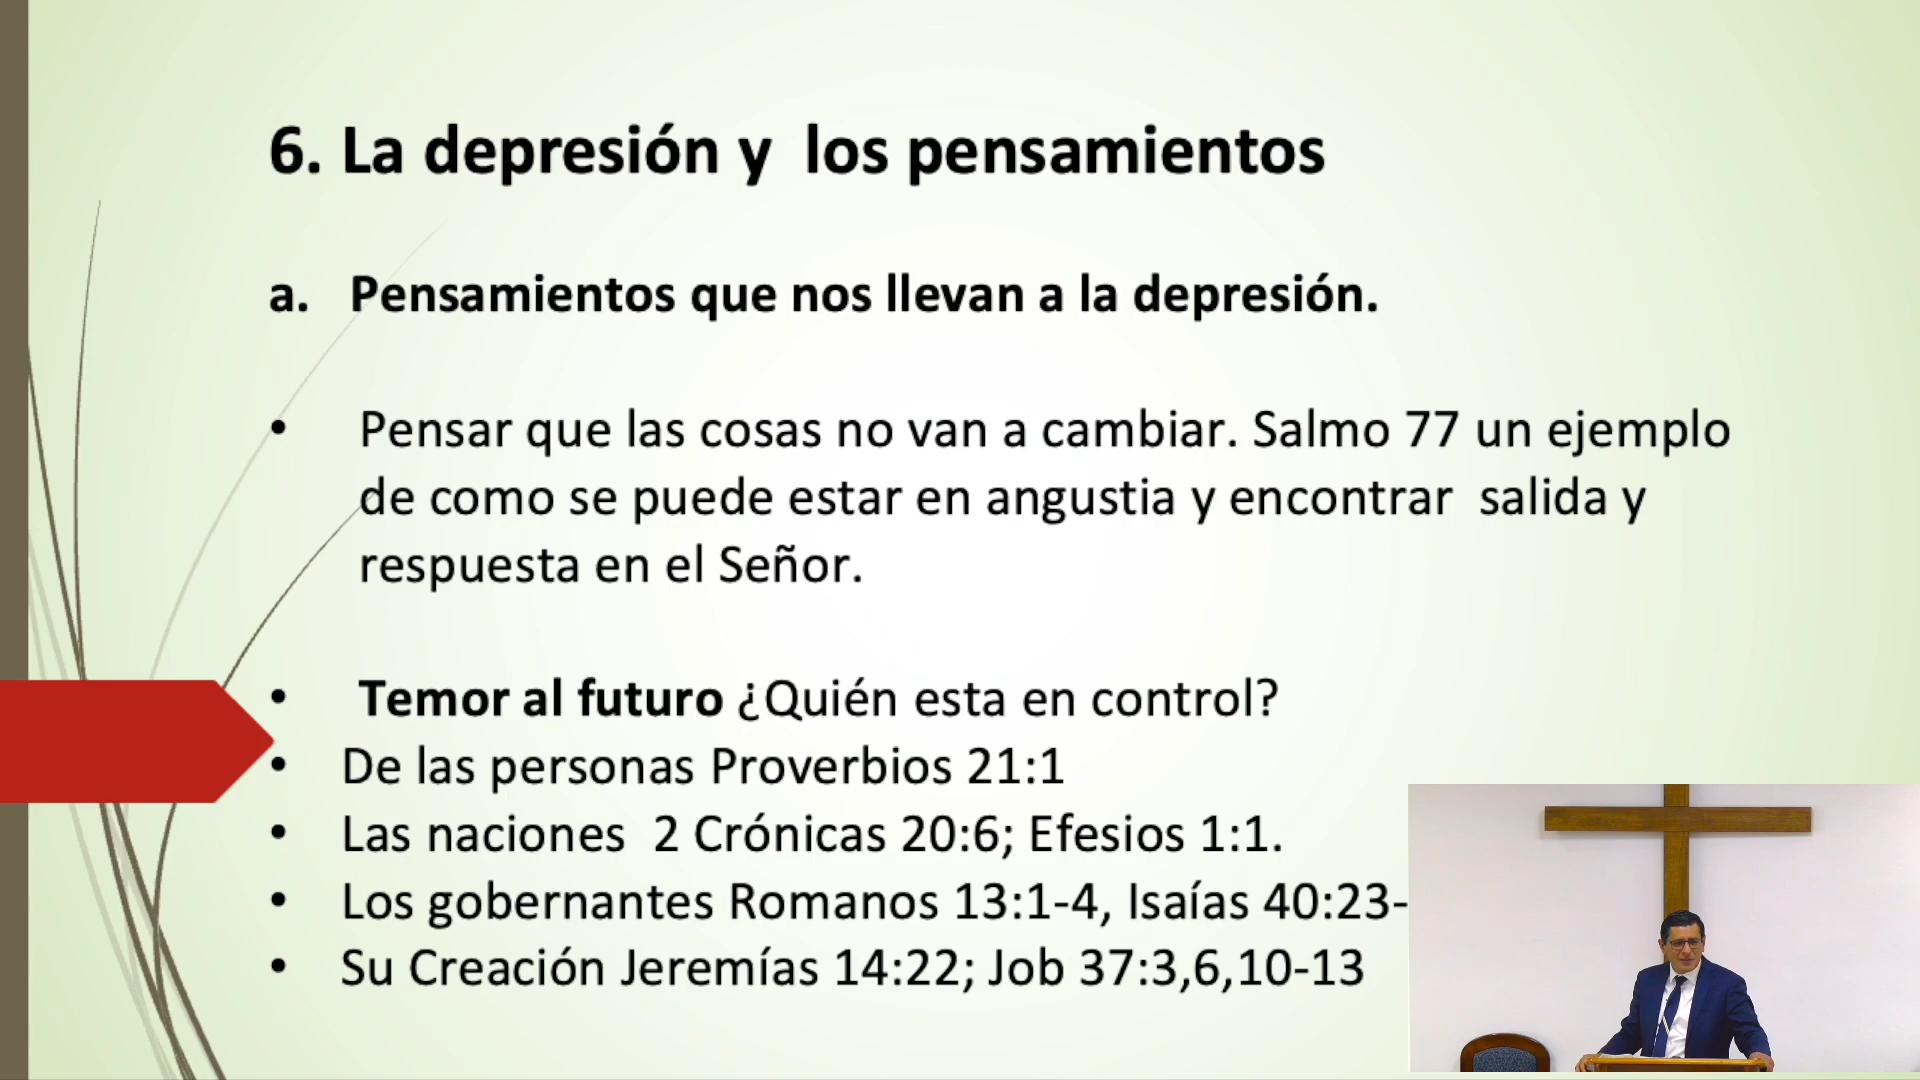 6. La depresión y los pensamientos
a. Pensamientos que nos llevan a la depresión.
• Pensar que las cosas no van a cambiar. Salmo 77 un ejemplo
de como se puede estar en angustia y encontrar salida y
respuesta en el Señor.
• Temor al futuro ¿Quién esta en control?
• De las personas Proverbios 21:1
• Las naciones 2 Crónicas 20:6; Efesios 1:1.
• Los gobernantes Romanos 13:1-4, Isaías 40:23-
• Su Creación Jeremías 14:22; Job 37:3,6,10-13